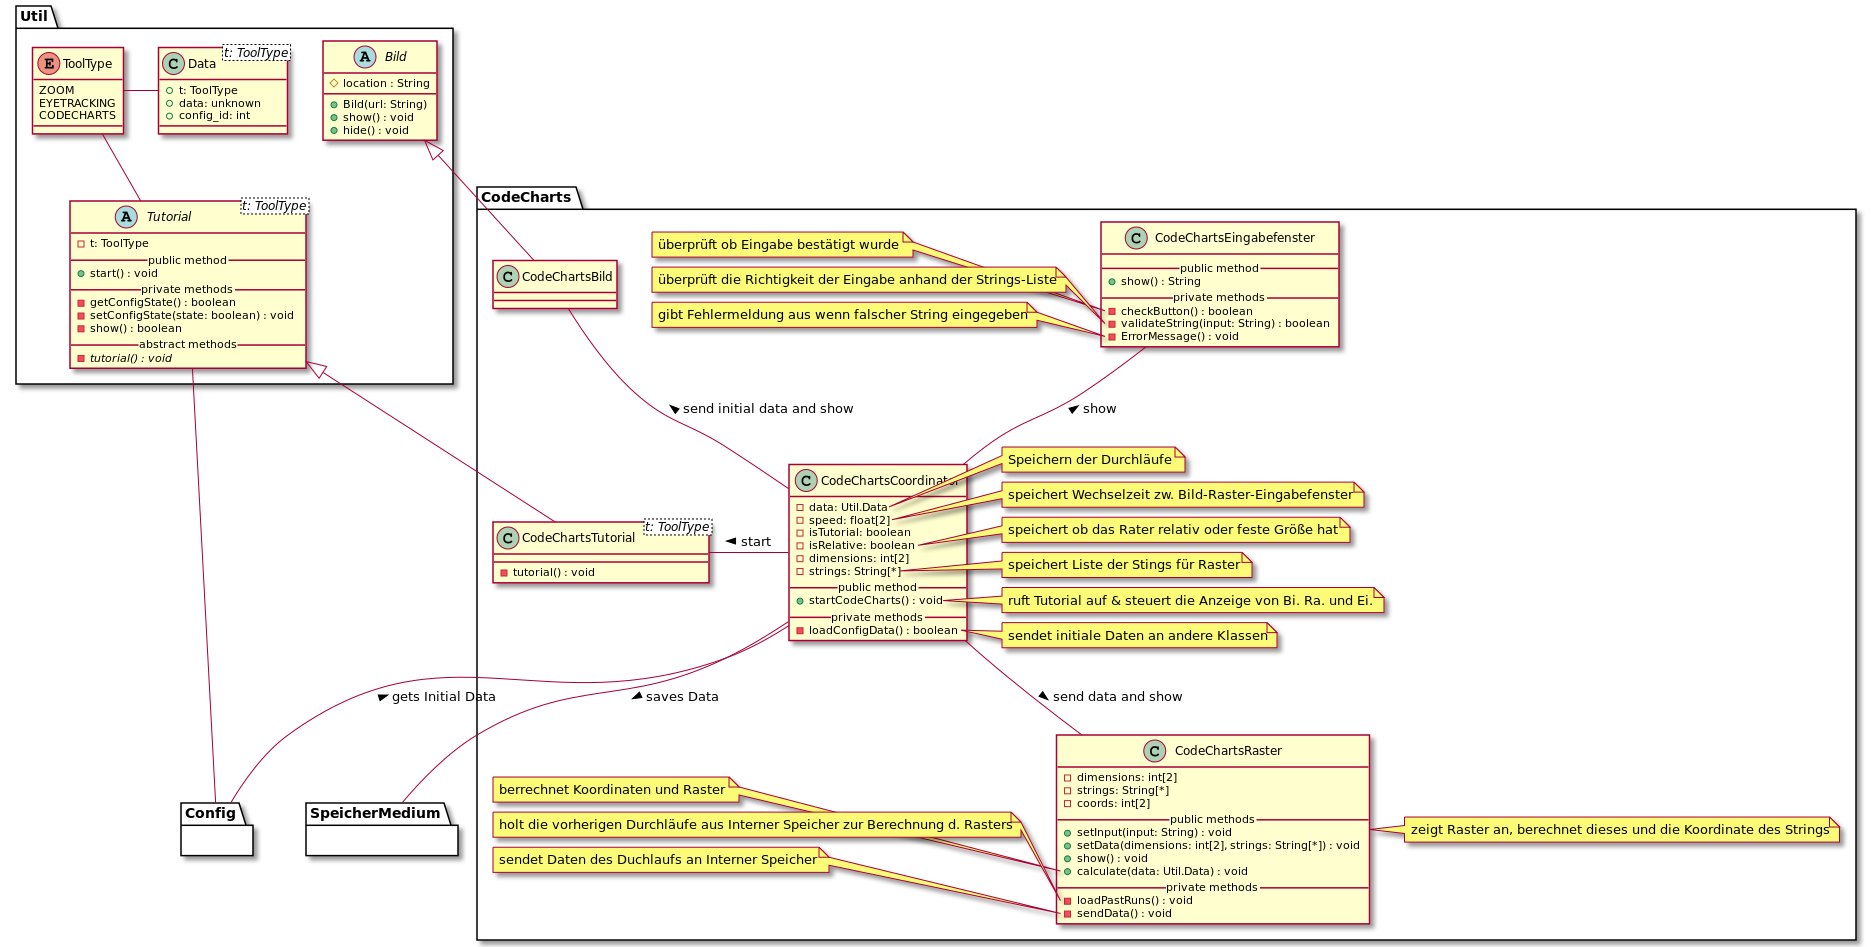 Util
E ToolType
ZOOM
EYETRACKING
CODECHARTS
C Data
t: ToolType
t: ToolType
data: unknown
config_id: int
A Bild
location : String
Bild(url: String)
show() : void
hide() : void
A Tutorial
t: ToolType
t: ToolType
public method
start() : void
private methods
getConfigState() : boolean
setConfigState(state: boolean) : void
show() : boolean
abstract methods
tutorial() : void
CodeCharts
C CodeChartsBild
überprüft ob Eingabe bestätigt wurde
überprüft die Richtigkeit der Eingabe anhand der Strings-Liste
gibt Fehlermeldung aus wenn falscher String eingegeben
C CodeChartsEingabefenster
public method
show() : String
private methods
checkButton() : boolean
validateString(input: String) : boolean
ErrorMessage() : void
send initial data and show
show
C CodeChartsCoordinator
data: Util.Data
speed: float[2]
isTutorial: boolean
isRelative: boolean
dimensions: int[2]
strings: String[*]
public method
startCodeCharts() : void
private methods
loadConfigData() : boolean
Speichern der Durchläufe
speichert Wechselzeit zw. Bild-Raster-Eingabefenster
speichert ob das Rater relativ oder feste Größe hat
speichert Liste der Stings für Raster
ruft Tutorial auf & steuert die Anzeige von Bi. Ra. und Ei.
sendet initiale Daten an andere Klassen
C CodeChartsTutorial
t: ToolType
tutorial() : void
start
gets Initial Data
saves Data
send data and show
Config
SpeicherMedium
berrechnet Koordinaten und Raster
holt die vorherigen Durchläufe aus Interner Speicher zur Berechnung d. Rasters
sendet Daten des Duchlaufs an Interner Speicher
C CodeChartsRaster
dimensions: int[2]
strings: String[*]
coords: int[2]
public methods
setInput(input: String) : void
setData(dimensions: int[2], strings: String[*]) : void
show() : void
calculate(data: Util.Data) : void
private methods
loadPastRuns() : void
sendData() : void
zeigt Raster an, berechnet dieses und die Koordinate des Strings